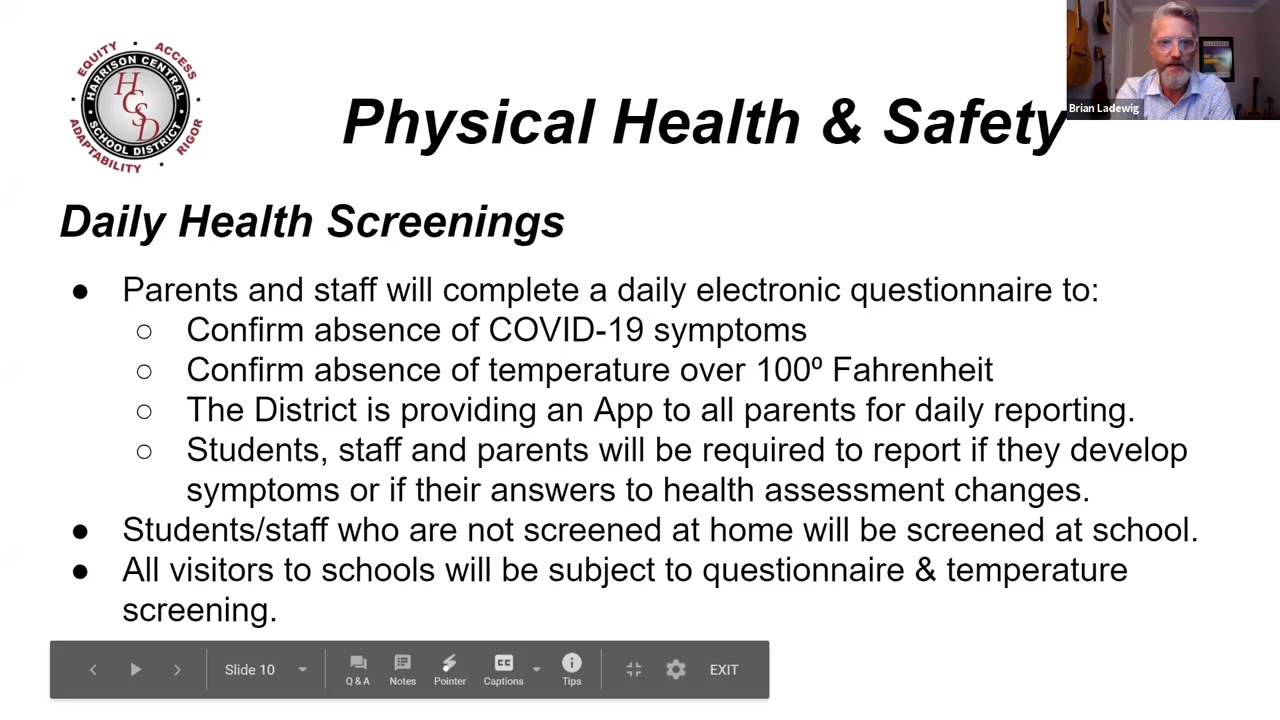 EQUITY • ACCESS
HARRISON CENTRAL
HCSD
SCHOOL DISTRICT
ADAPTABILITY • RIGOR
Physical Health & Safety
Brian Ladewig
Daily Health Screenings
● Parents and staff will complete a daily electronic questionnaire to:
○ Confirm absence of COVID-19 symptoms
○ Confirm absence of temperature over 100º Fahrenheit
○ The District is providing an App to all parents for daily reporting.
○ Students, staff and parents will be required to report if they develop
symptoms or if their answers to health assessment changes.
● Students/staff who are not screened at home will be screened at school.
● All visitors to schools will be subject to questionnaire & temperature
screening.
Slide 10
Q & A Notes Pointer CC Captions Tips EXIT